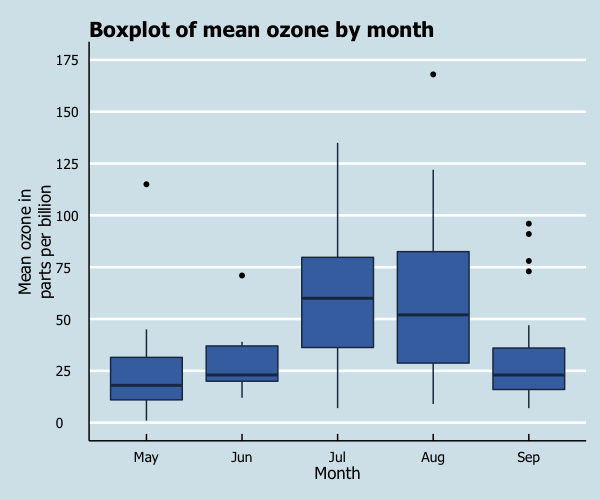 Boxplot of mean ozone by month
Mean ozone in
parts per billion
175
150
125
100
75
50
25
0
May Jun Jul Aug Sep
Month